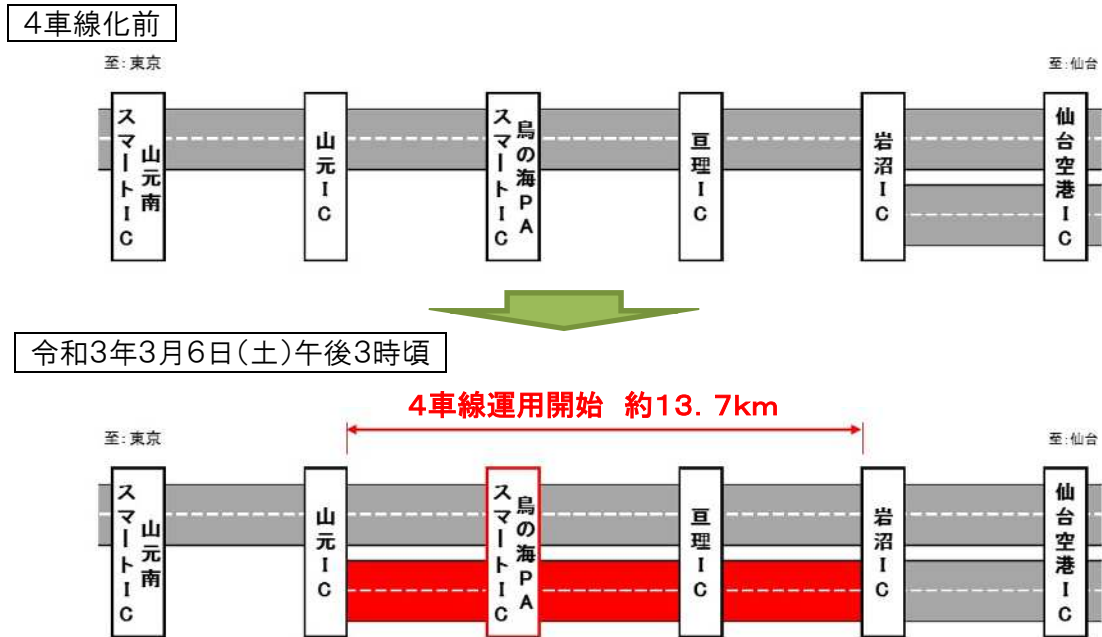 4車線化前
至:東京
至:仙台
山元南
スマートIC
山元IC
鳥の海PA
スマートIC
亘理IC
岩沼IC
仙台空港IC
令和3年3月6日(土)午後3時頃
4車線運用開始 約13.7km
至:東京
至:仙台
山元南
スマートIC
山元IC
鳥の海PA
スマートIC
亘理IC
岩沼IC
仙台空港IC